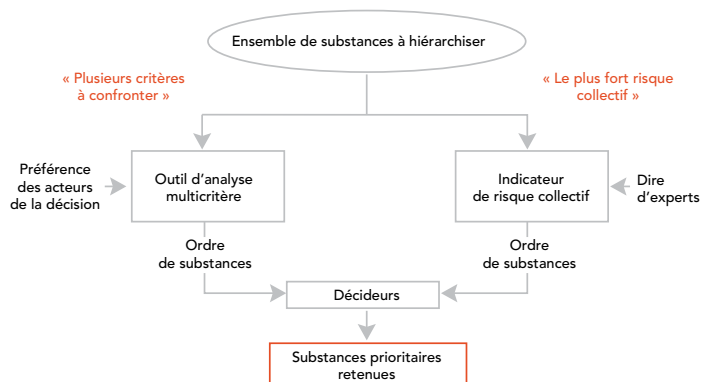 Ensemble de substances à hiérarchiser
« Plusieurs critères
à confronter »
« Le plus fort risque
collectif »
Préférence
des acteurs
de la décision
Outil d’analyse
multicritère
Indicateur
de risque collectif
Dire
d’experts
Ordre
de substances
Ordre
de substances
Décideurs
Substances prioritaires
retenues